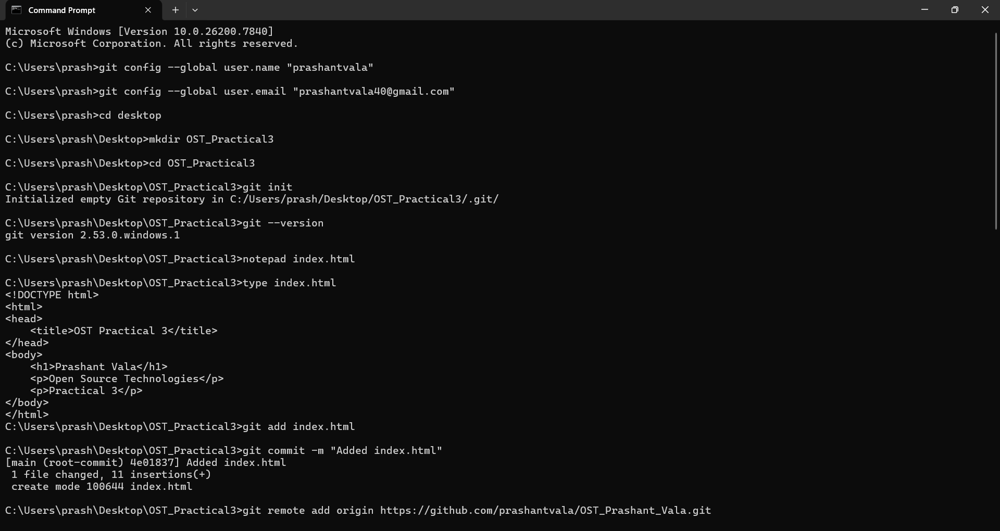 Command Prompt
Microsoft Windows [Version 10.0.26200.7840]
(c) Microsoft Corporation. All rights reserved.
C:\Users\prash>git config --global user.name "prashantvala"
C:\Users\prash>git config --global user.email "prashantvala40@gmail.com"
C:\Users\prash>cd desktop
C:\Users\prash\Desktop>mkdir OST_Practical3
C:\Users\prash\Desktop>cd OST_Practical3
C:\Users\prash\Desktop\OST_Practical3>git init
Initialized empty Git repository in C:/Users/prash/Desktop/OST_Practical3/.git/
C:\Users\prash\Desktop\OST_Practical3>git --version
git version 2.53.0.windows.1
C:\Users\prash\Desktop\OST_Practical3>notepad index.html
C:\Users\prash\Desktop\OST_Practical3>type index.html
<!DOCTYPE html>
<html>
<head>
    <title>OST Practical 3</title>
</head>
<body>
    <h1>Prashant Vala</h1>
    <p>Open Source Technologies</p>
    <p>Practical 3</p>
</body>
</html>
C:\Users\prash\Desktop\OST_Practical3>git add index.html
C:\Users\prash\Desktop\OST_Practical3>git commit -m "Added index.html"
[main (root-commit) 4e01837] Added index.html
 1 file changed, 11 insertions(+)
 create mode 100644 index.html
C:\Users\prash\Desktop\OST_Practical3>git remote add origin https://github.com/prashantvala/OST_Prashant_Vala.git